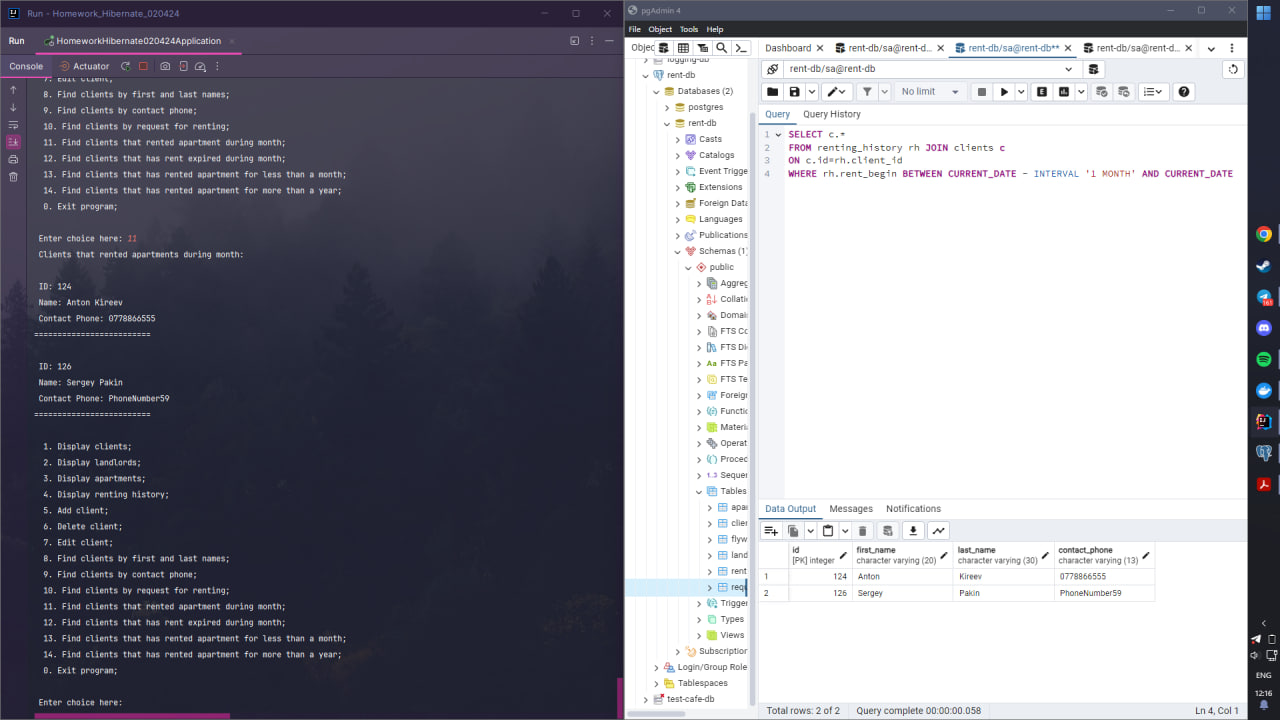 Run - Homework_Hibernate_020424
HomeworkHibernate020424Application
Console
Actuator
7. Edit client;
8. Find clients by first and last names;
9. Find clients by contact phone;
10. Find clients by request for renting;
11. Find clients that rented apartment during month;
12. Find clients that has rent expired during month;
13. Find clients that has rented apartment for less than a month;
14. Find clients that has rented apartment for more than a year;
0. Exit program;
Enter choice here: 11
Clients that rented apartments during month:
ID: 124
Name: Anton Kireev
Contact Phone: 0778866555
=========================
ID: 126
Name: Sergey Pakin
Contact Phone: PhoneNumber59
=========================
1. Display clients;
2. Display landlords;
3. Display apartments;
4. Display renting history;
5. Add client;
6. Delete client;
7. Edit client;
8. Find clients by first and last names;
9. Find clients by contact phone;
10. Find clients by request for renting;
11. Find clients that rented apartment during month;
12. Find clients that has rent expired during month;
13. Find clients that has rented apartment for less than a month;
14. Find clients that has rented apartment for more than a year;
0. Exit program;
Enter choice here:
pgAdmin 4
File Object Tools Help
Objec
logging-db
rent-db
Databases (2)
postgres
rent-db
Casts
Catalogs
Event Trigge
Extensions
Foreign Data
Languages
Publications
Schemas (1)
public
Aggreg
Collatio
Domai
FTS Co
FTS Di
FTS Pa
FTS Te
Foreig
Functio
Materi
Operat
Proced
Sequen
Tables
apar
clien
flyw
land
rent
requ
Trigger
Types
Views
Subscription
Login/Group Role
Tablespaces
test-cafe-db
Dashboard
rent-db/sa@rent-d...
rent-db/sa@rent-db**
rent-db/sa@rent-d...
rent-db/sa@rent-db
No limit
Query Query History
1 SELECT c.*
2 FROM renting_history rh JOIN clients c
3 ON c.id=rh.client_id
4 WHERE rh.rent_begin BETWEEN CURRENT_DATE - INTERVAL '1 MONTH' AND CURRENT_DATE
Data Output Messages Notifications
id first_name last_name contact_phone
[PK] integer character varying (20) character varying (30) character varying (13)
1 124 Anton Kireev 0778866555
2 126 Sergey Pakin PhoneNumber59
Total rows: 2 of 2 Query complete 00:00:00.058 Ln 4, Col 1
161
ENG
12:16